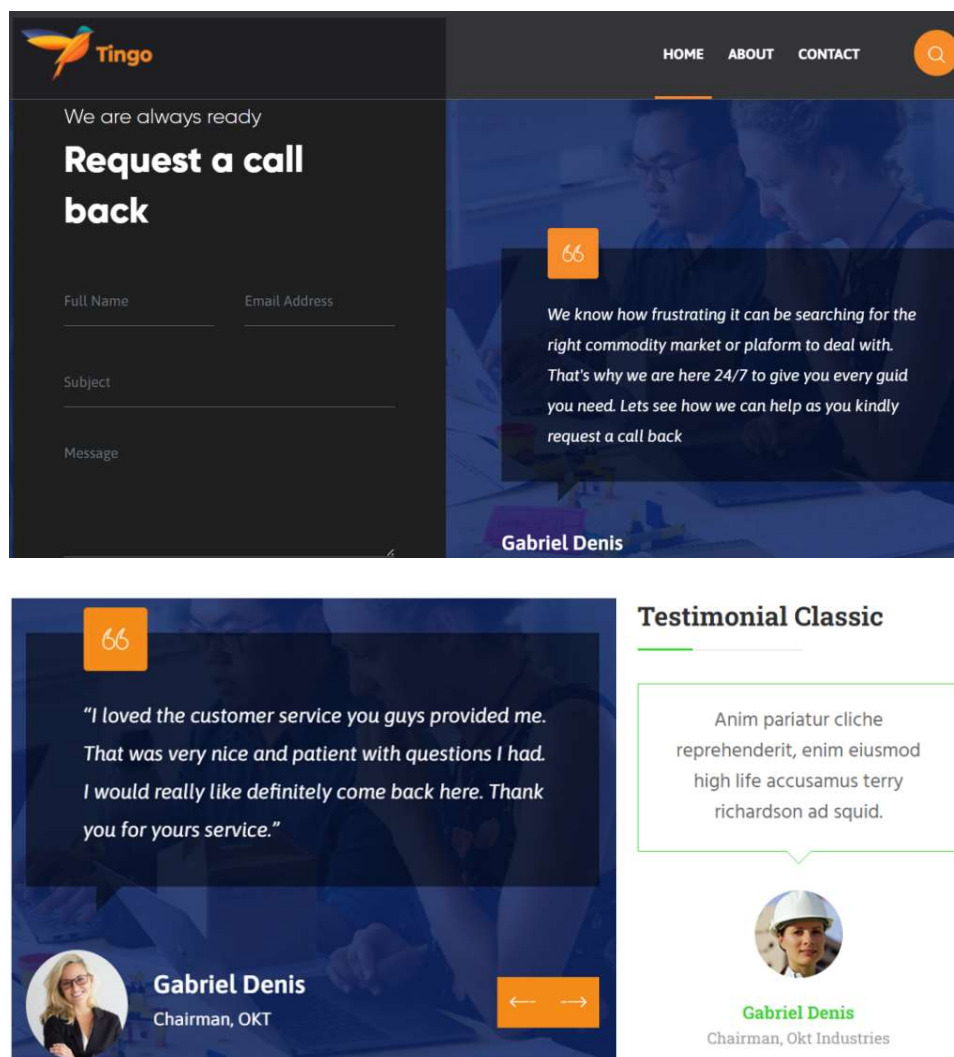 Tingo
HOME ABOUT CONTACT
We are always ready
Request a call
back
Full Name Email Address
Subject
Message
We know how frustrating it can be searching for the
right commodity market or plaform to deal with.
That's why we are here 24/7 to give you every guid
you need. Lets see how we can help as you kindly
request a call back
Gabriel Denis
“I loved the customer service you guys provided me.
That was very nice and patient with questions I had.
I would really like definitely come back here. Thank
you for yours service.”
Gabriel Denis
Chairman, OKT
Testimonial Classic
Anim pariatur cliche
reprehenderit, enim eiusmod
high life accusamus terry
richardson ad squid.
Gabriel Denis
Chairman, Okt Industries